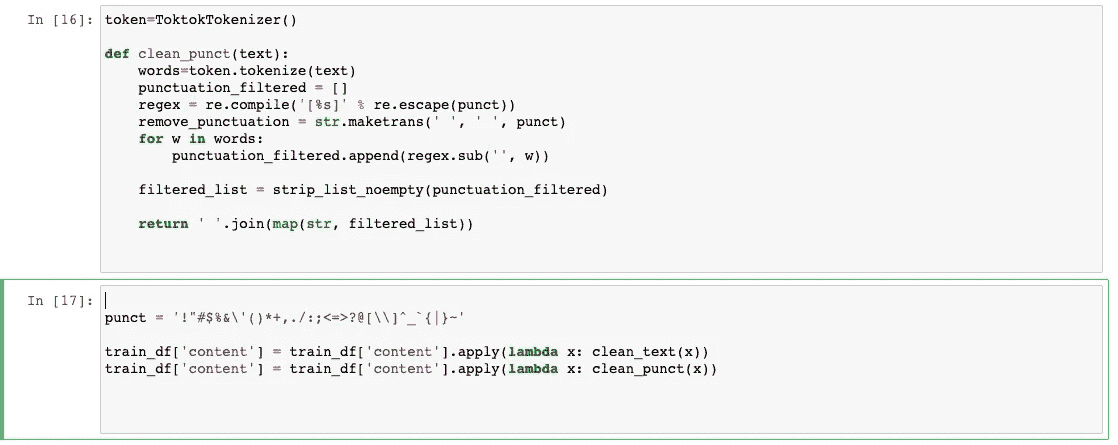 In [16]: token=ToktokTokenizer()
def clean_punct(text):
words=token.tokenize(text)
punctuation_filtered = []
regex = re.compile('[%s]' % re.escape(punct))
remove_punctuation = str.maketrans(' ', ' ', punct)
for w in words:
punctuation_filtered.append(regex.sub('', w))
filtered_list = strip_list_noempty(punctuation_filtered)
return ' '.join(map(str, filtered_list))
In [17]:
punct = '!"#$%&\'()*+,./:;<=>?@[\\]^_`{|}~'
train_df['content'] = train_df['content'].apply(lambda x: clean_text(x))
train_df['content'] = train_df['content'].apply(lambda x: clean_punct(x))